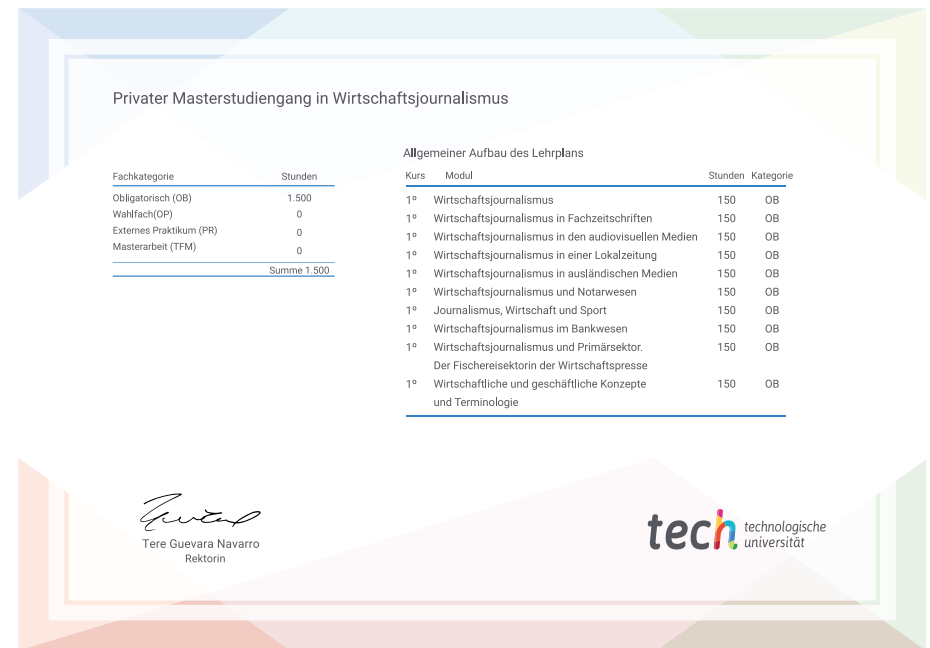 Privater Masterstudiengang in Wirtschaftsjournalismus
Fachkategorie Stunden
Obligatorisch (OB) 1.500
Wahlfach(OP) 0
Externes Praktikum (PR) 0
Masterarbeit (TFM) 0
Summe 1.500
Allgemeiner Aufbau des Lehrplans
Kurs Modul Stunden Kategorie
1º Wirtschaftsjournalismus 150 OB
1º Wirtschaftsjournalismus in Fachzeitschriften 150 OB
1º Wirtschaftsjournalismus in den audiovisuellen Medien 150 OB
1º Wirtschaftsjournalismus in einer Lokalzeitung 150 OB
1º Wirtschaftsjournalismus in ausländischen Medien 150 OB
1º Wirtschaftsjournalismus und Notarwesen 150 OB
1º Journalismus, Wirtschaft und Sport 150 OB
1º Wirtschaftsjournalismus im Bankwesen 150 OB
1º Wirtschaftsjournalismus und Primärsektor. 150 OB
Der Fischereisektorin der Wirtschaftspresse
1º Wirtschaftliche und geschäftliche Konzepte 150 OB
und Terminologie
Tere Guevara Navarro
Rektorin
tech technologische
universität